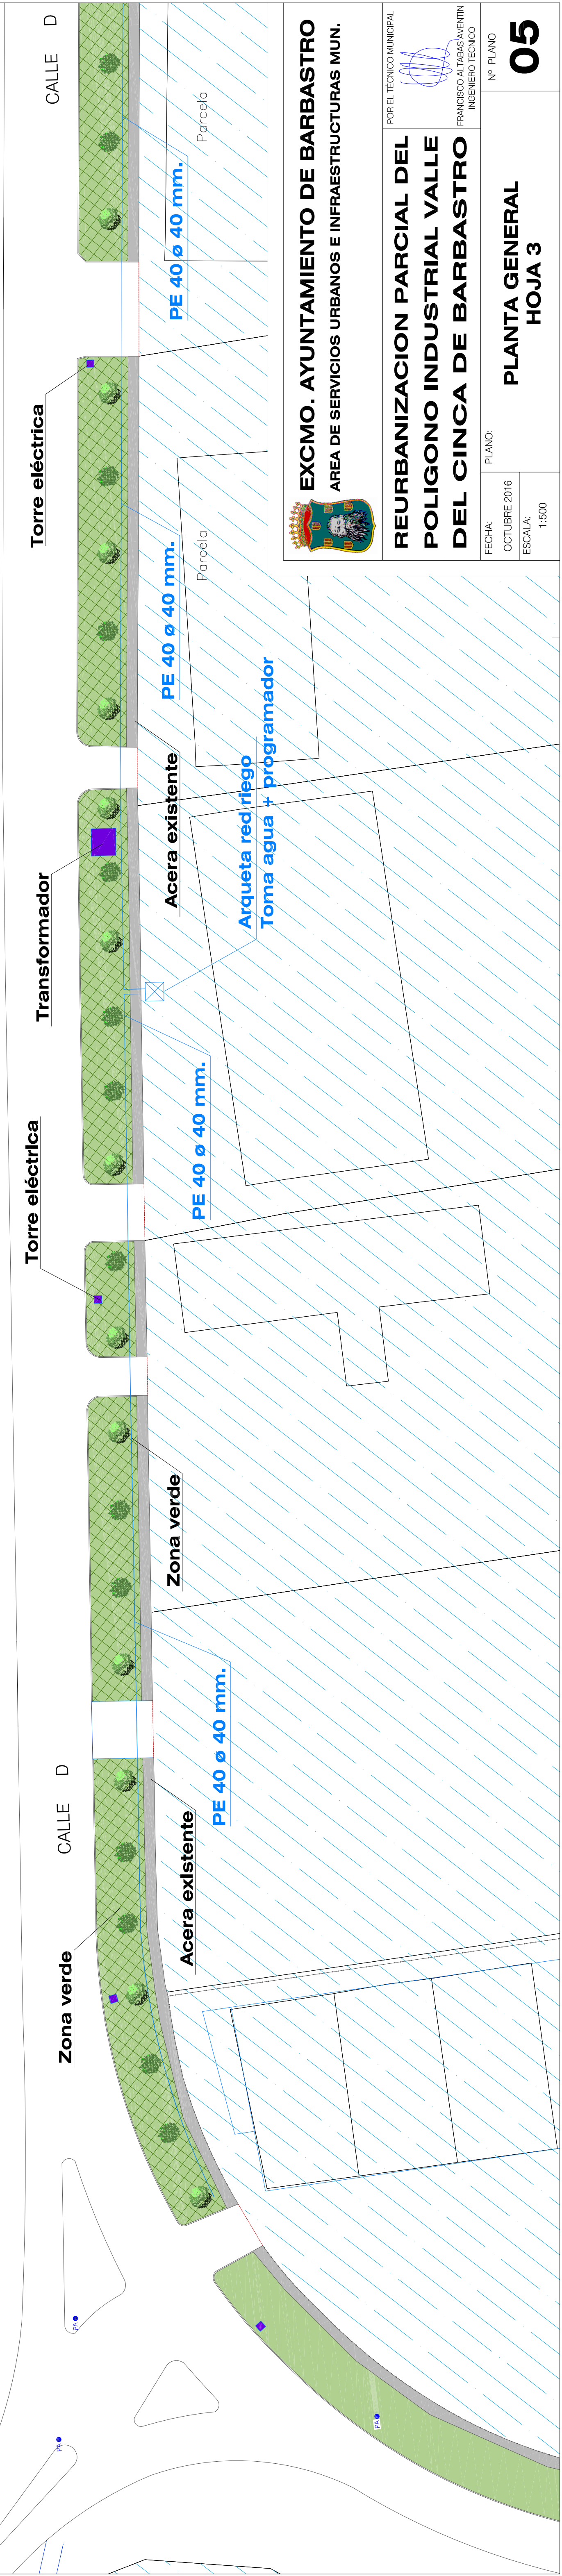 CALLE D
Zona verde
Acera existente
PE 40 ø 40 mm.
Zona verde
Torre eléctrica
PE 40 ø 40 mm.
Transformador
Acera existente
Arqueta red riego
Toma agua + programador
PE 40 ø 40 mm.
Torre eléctrica
Parcela
PE 40 ø 40 mm.
Parcela
CALLE D
PA
PA
PA
EXCMO. AYUNTAMIENTO DE BARBASTRO
AREA DE SERVICIOS URBANOS E INFRAESTRUCTURAS MUN.
REURBANIZACION PARCIAL DEL
POLIGONO INDUSTRIAL VALLE
DEL CINCA DE BARBASTRO
POR EL TÉCNICO MUNICIPAL
FRANCISCO ALTABAS AVENTIN
INGENIERO TECNICO
FECHA:
OCTUBRE 2016
ESCALA:
1:500
PLANO:
PLANTA GENERAL
HOJA 3
Nº PLANO
05